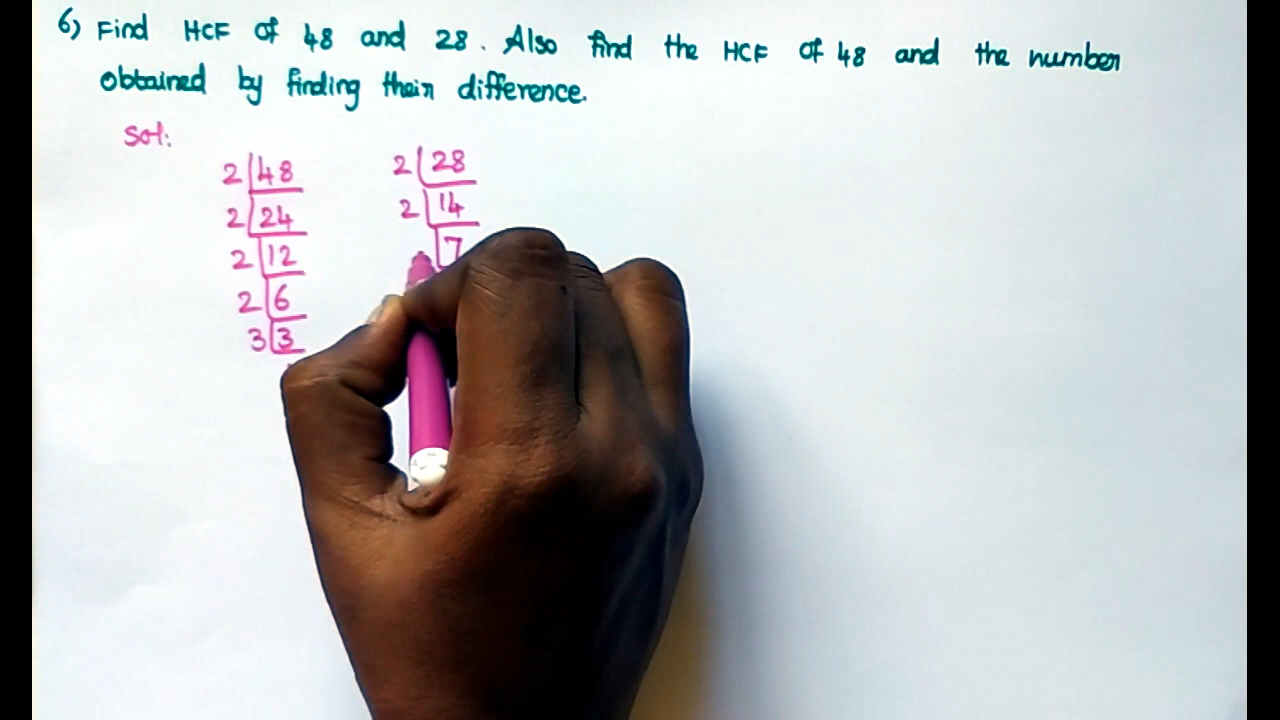 6) Find HCF of 48 and 28. Also find the HCF of 48 and the number
obtained by finding their difference.
Sol:
2 48 2 28
2 24 2 14
2 12 7
2 6
3 3